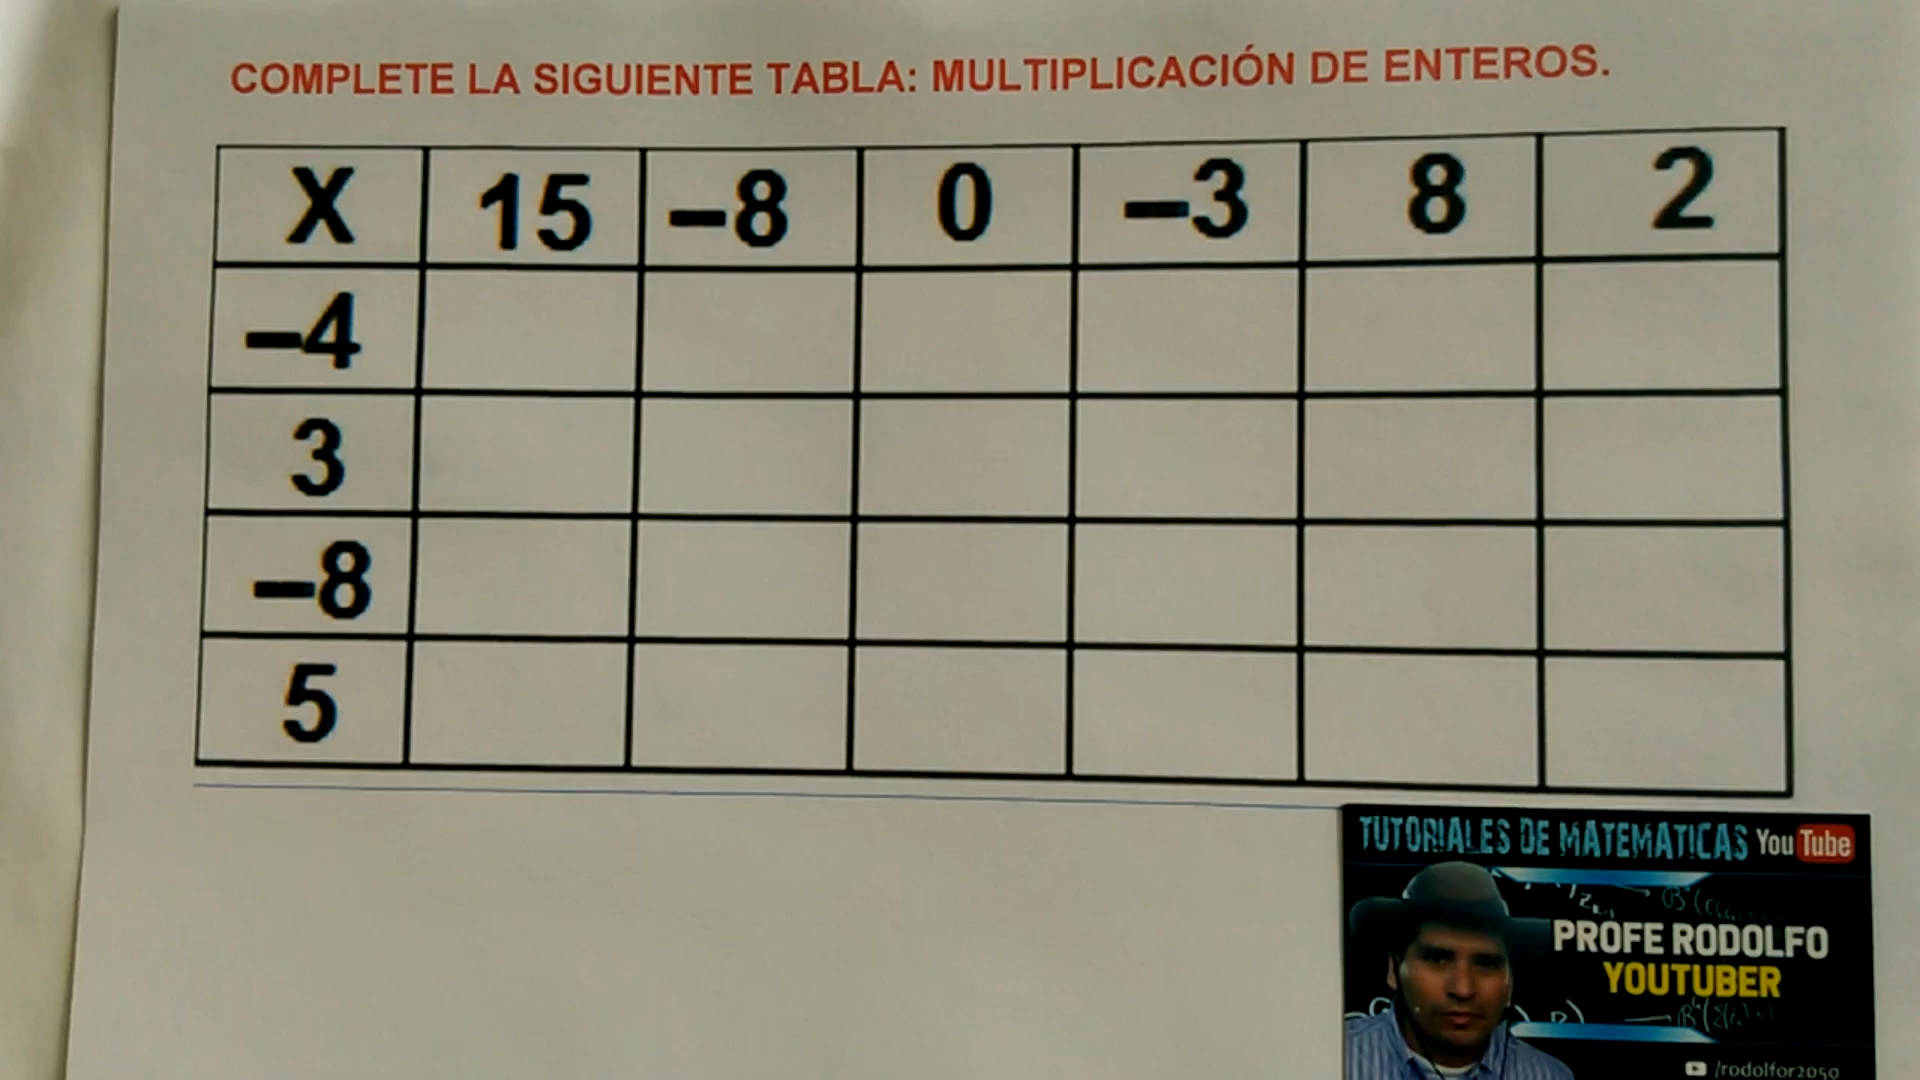 COMPLETE LA SIGUIENTE TABLA: MULTIPLICACIÓN DE ENTEROS.
X 15 –8 0 –3 8 2
–4
3
–8
5
TUTORIALES DE MATEMATICAS YouTube
PROFE RODOLFO
YOUTUBER
/rodolfor2050